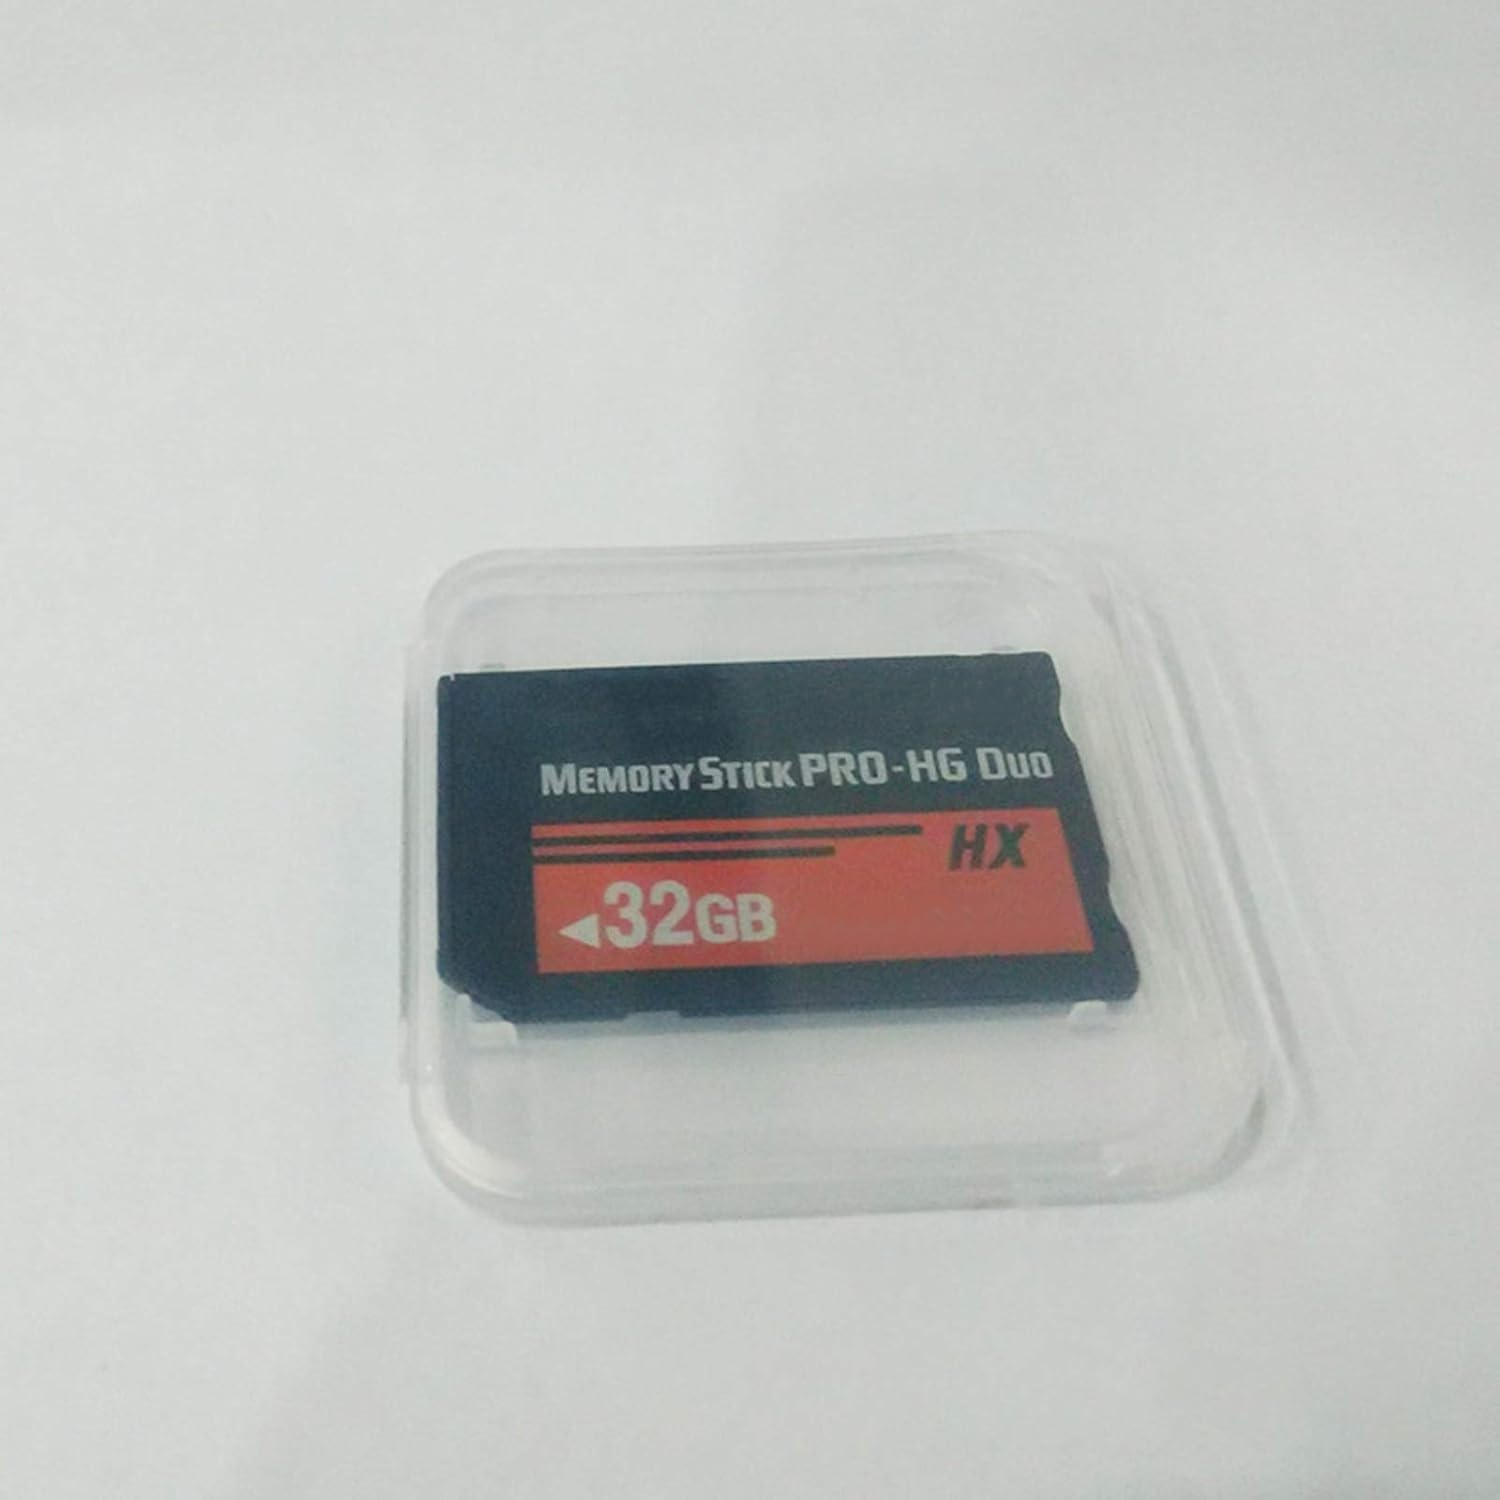 MEMORY STICK PRO-HG DUO
HX
◀32GB